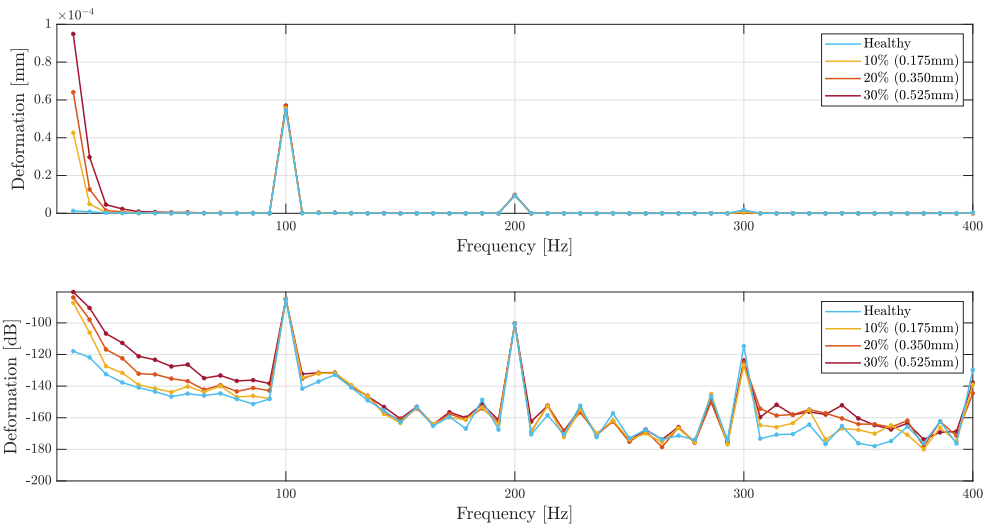 ×10⁻⁴
1
0.8
0.6
0.4
0.2
0
Deformation [mm]
Healthy
10% (0.175mm)
20% (0.350mm)
30% (0.525mm)
100
200
300
400
Frequency [Hz]
-100
-120
-140
-160
-180
-200
Deformation [dB]
Healthy
10% (0.175mm)
20% (0.350mm)
30% (0.525mm)
100
200
300
400
Frequency [Hz]